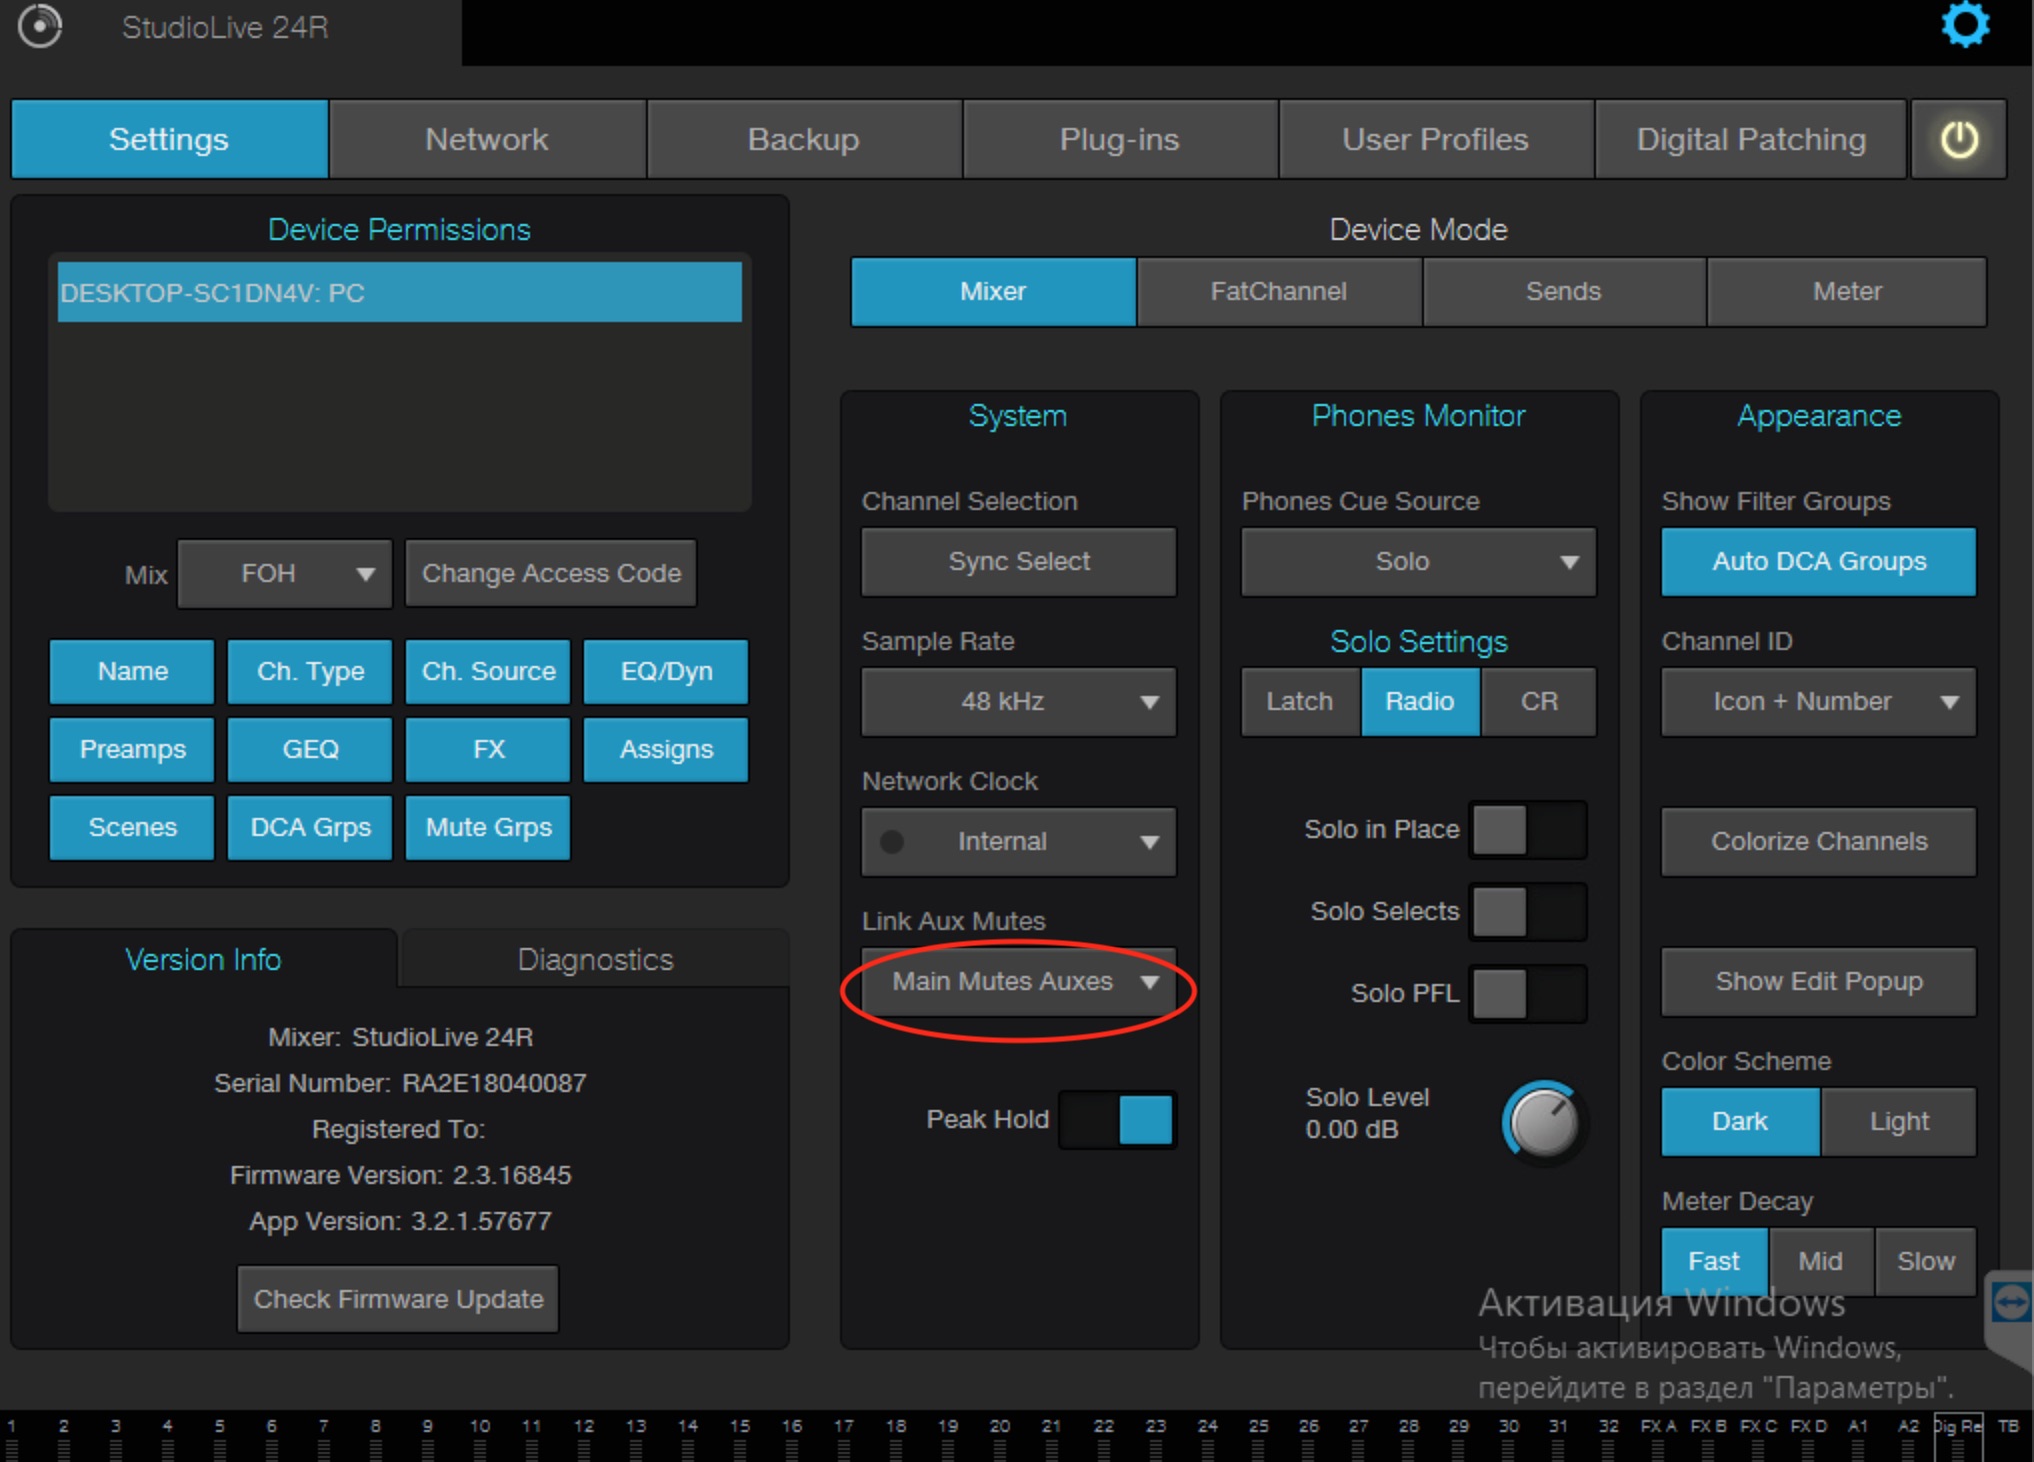 StudioLive 24R
Settings
Network
Backup
Plug-ins
User Profiles
Digital Patching
Device Permissions
DESKTOP-SC1DN4V: PC
Mix
FOH
Change Access Code
Name
Ch. Type
Ch. Source
EQ/Dyn
Preamps
GEQ
FX
Assigns
Scenes
DCA Grps
Mute Grps
Version Info
Diagnostics
Mixer: StudioLive 24R
Serial Number: RA2E18040087
Registered To:
Firmware Version: 2.3.16845
App Version: 3.2.1.57677
Check Firmware Update
Device Mode
Mixer
FatChannel
Sends
Meter
System
Channel Selection
Sync Select
Sample Rate
48 kHz
Network Clock
Internal
Link Aux Mutes
Main Mutes Auxes
Peak Hold
Phones Monitor
Phones Cue Source
Solo
Solo Settings
Latch
Radio
CR
Solo in Place
Solo Selects
Solo PFL
Solo Level
0.00 dB
Appearance
Show Filter Groups
Auto DCA Groups
Channel ID
Icon + Number
Colorize Channels
Show Edit Popup
Color Scheme
Dark
Light
Meter Decay
Fast
Mid
Slow
Активация Windows
Чтобы активировать Windows,
перейдите в раздел "Параметры".
1 2 3 4 5 6 7 8 9 10 11 12 13 14 15 16 17 18 19 20 21 22 23 24 25 26 27 28 29 30 31 32 FX A FX B FX C FX D A1 A2 Dig Re TB